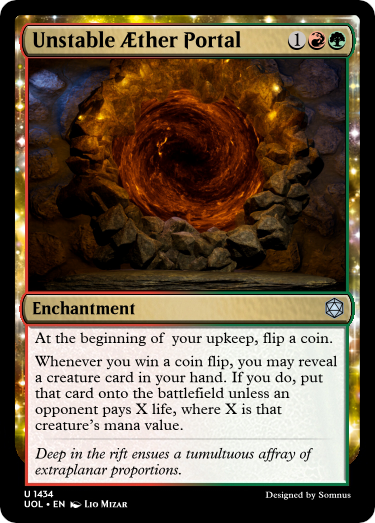 Unstable Æther Portal 1
Enchantment
At the beginning of your upkeep, flip a coin.
Whenever you win a coin flip, you may reveal
a creature card in your hand. If you do, put
that card onto the battlefield unless an
opponent pays X life, where X is that
creature's mana value.
Deep in the rift ensues a tumultuous affray of
extraplanar proportions.
U 1434
UOL • EN Lio Mizar
Designed by Somnus